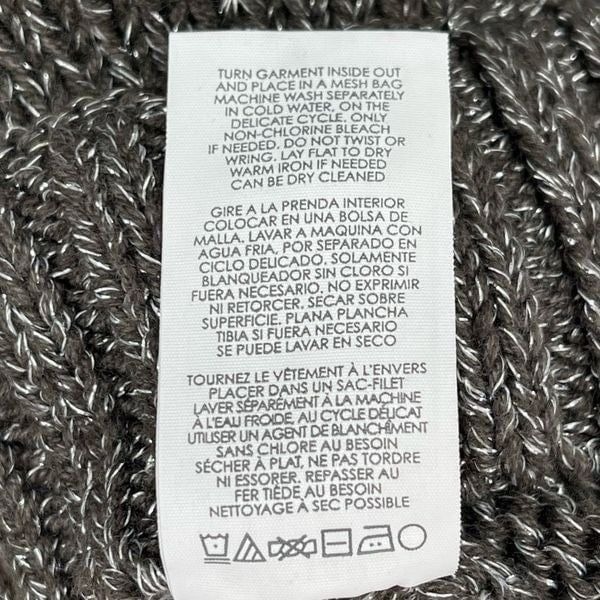 TURN GARMENT INSIDE OUT
AND PLACE IN A MESH BAG
MACHINE WASH SEPARATELY
IN COLD WATER, ON THE
DELICATE CYCLE. ONLY
NON-CHLORINE BLEACH
IF NEEDED. DO NOT TWIST OR
WRING. LAY FLAT TO DRY
WARM IRON IF NEEDED
CAN BE DRY CLEANED
GIRE A LA PRENDA INTERIOR
COLOCAR EN UNA BOLSA DE
MALLA. LAVAR A MAQUINA CON
AGUA FRIA, POR SEPARADO EN
CICLO DELICADO. SOLAMENTE
BLANQUEADOR SIN CLORO SI
FUERA NECESARIO. NO EXPRIMIR
NI RETORCER. SECAR SOBRE
SUPERFICIE. PLANA PLANCHA
TIBIA SI FUERA NECESARIO
SE PUEDE LAVAR EN SECO
TOURNEZ LE VÊTEMENT À L'ENVERS
PLACER DANS UN SAC-FILET
LAVER SÉPARÉMENT À LA MACHINE
À L'EAU FROIDE, AU CYCLE DÉLICAT
UTILISER UN AGENT DE BLANCHÎMENT
SANS CHLORE AU BESOIN
SÉCHER À PLAT, NE PAS TORDRE
NI ESSORER. REPASSER AU
FER TIÈDE, AU BESOIN
NETTOYAGE À SEC POSSIBLE